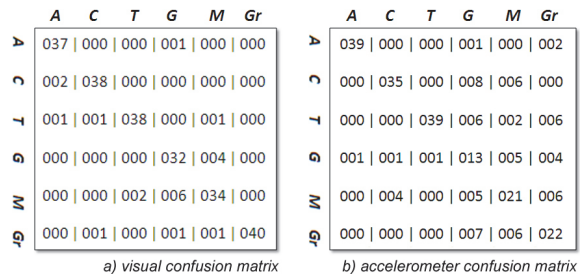 A C T G M Gr
A 037 | 000 | 000 | 001 | 000 | 000
C 002 | 038 | 000 | 000 | 000 | 000
T 001 | 001 | 038 | 000 | 001 | 000
G 000 | 000 | 000 | 032 | 004 | 000
M 000 | 000 | 002 | 006 | 034 | 000
Gr 000 | 001 | 000 | 001 | 001 | 040
a) visual confusion matrix
A C T G M Gr
A 039 | 000 | 000 | 001 | 000 | 002
C 000 | 035 | 000 | 008 | 006 | 000
T 000 | 000 | 039 | 006 | 002 | 006
G 001 | 001 | 001 | 013 | 005 | 004
M 000 | 004 | 000 | 005 | 021 | 006
Gr 000 | 000 | 000 | 007 | 006 | 022
b) accelerometer confusion matrix